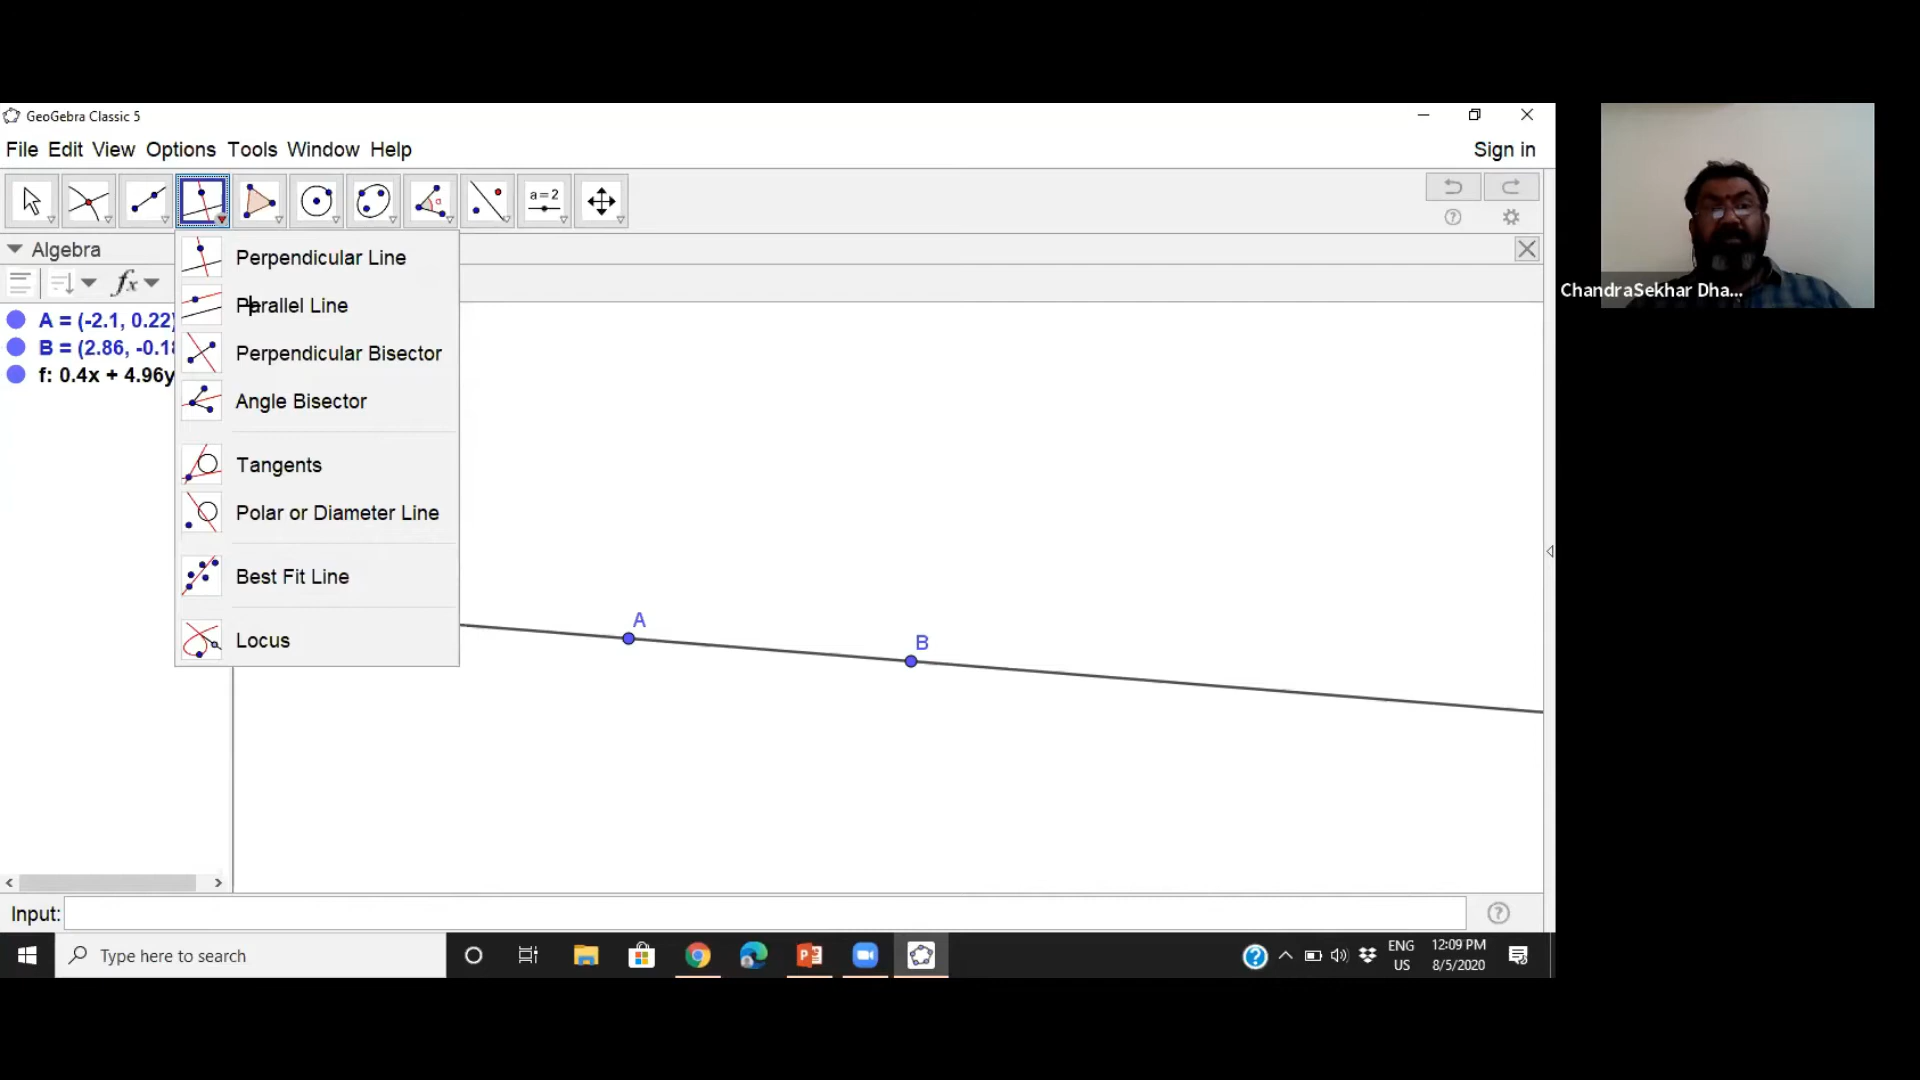 GeoGebra Classic 5
File Edit View Options Tools Window Help
Sign in
a=2
α
Algebra
fx
Perpendicular Line
Parallel Line
Perpendicular Bisector
Angle Bisector
Tangents
Polar or Diameter Line
Best Fit Line
Locus
A = (-2.1, 0.22)
B = (2.86, -0.18
f: 0.4x + 4.96y
A
B
ChandraSekhar Dha...
Input:
Type here to search
ENG
US
12:09 PM
8/5/2020